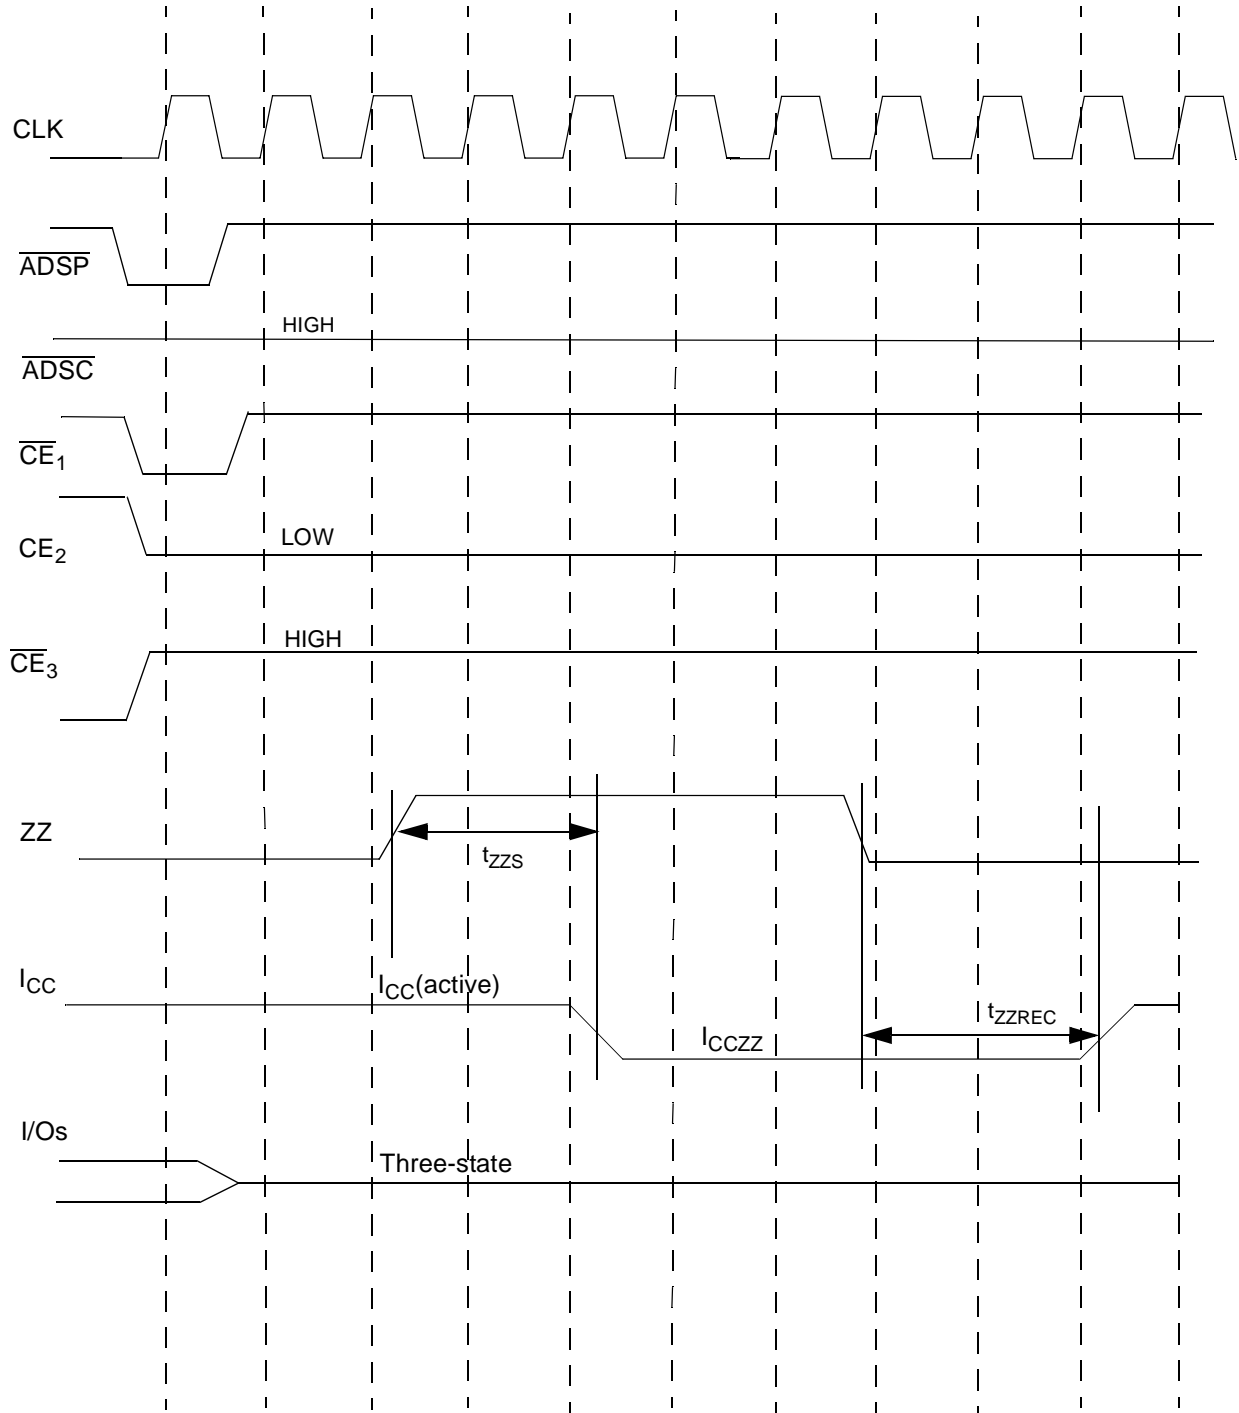 CLK
ADSP
HIGH
ADSC
CE1
LOW
CE2
HIGH
CE3
ZZ
tZZS
ICC
ICC(active)
tZZREC
ICCZZ
I/Os
Three-state